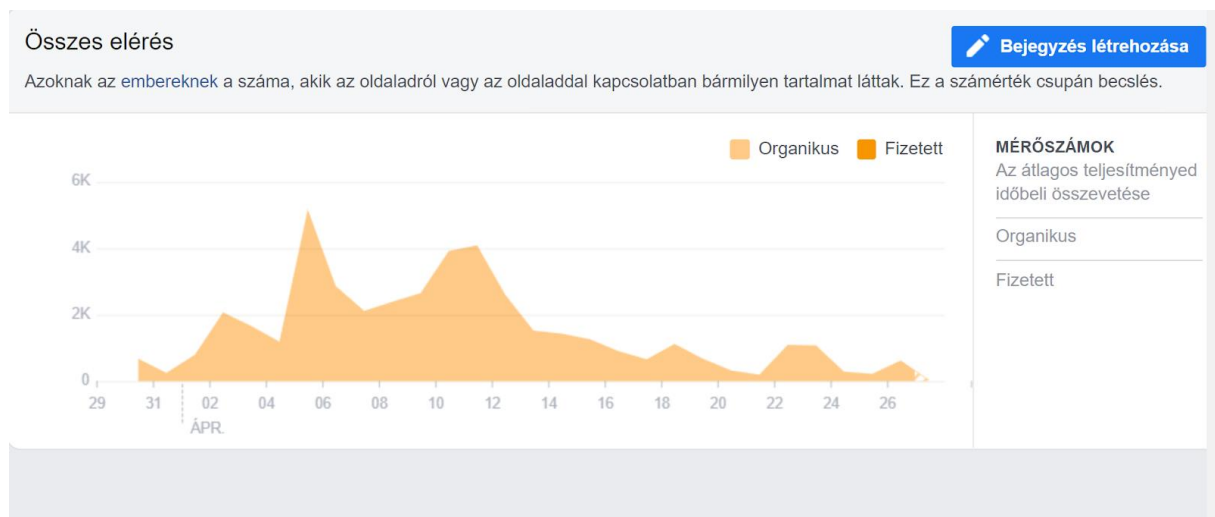 Összes elérés
Bejegyzés létrehozása
Azoknak az embereknek a száma, akik az oldaladról vagy az oldaladdal kapcsolatban bármilyen tartalmat láttak. Ez a számérték csupán becslés.
Organikus Fizetett
6K
4K
2K
0
29 31 02 04 06 08 10 12 14 16 18 20 22 24 26
ÁPR.
MÉRŐSZÁMOK
Az átlagos teljesítményed
időbeli összevetése
Organikus
Fizetett